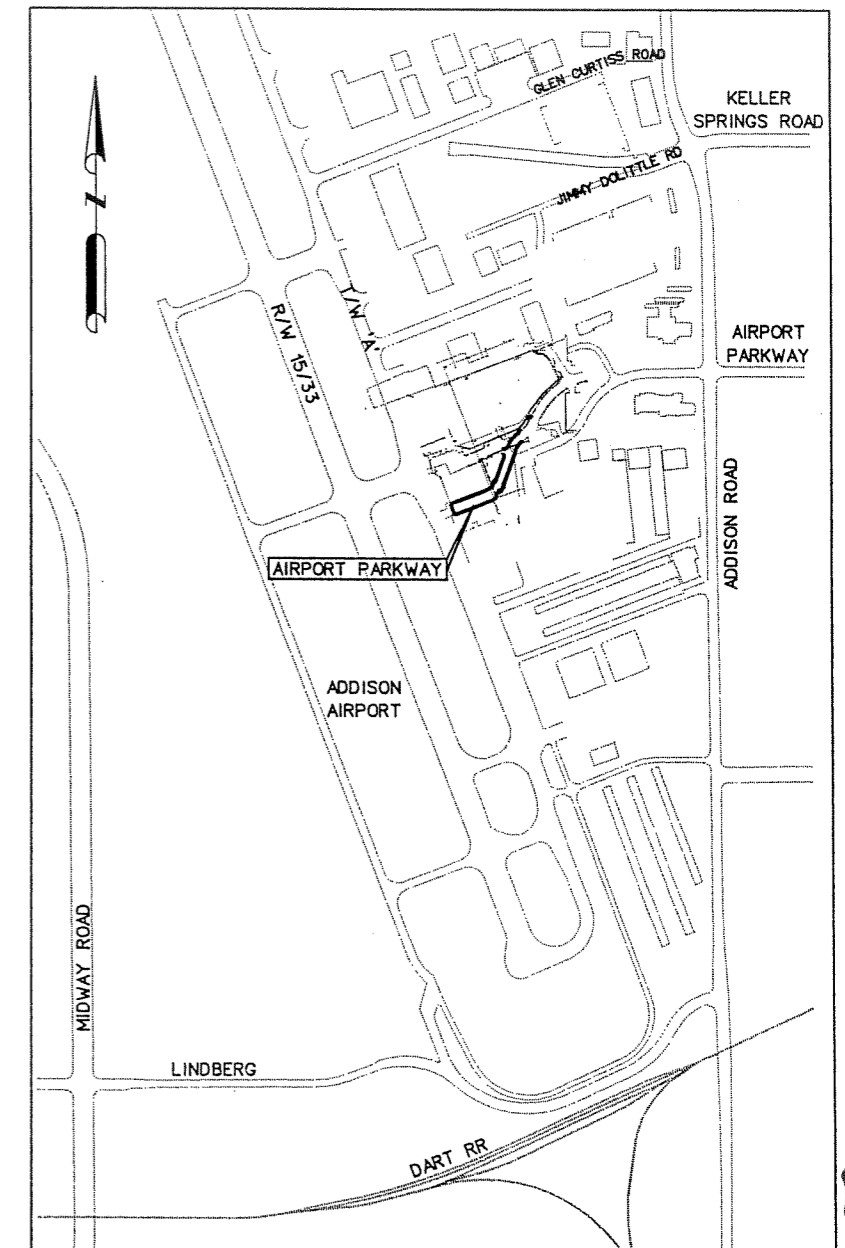 GLEN CURTISS ROAD
KELLER
SPRINGS ROAD
N
JIMMY DOLITTLE RD
T/W 'A'
R/W 15/33
AIRPORT
PARKWAY
ADDISON ROAD
AIRPORT PARKWAY
ADDISON
AIRPORT
MIDWAY ROAD
LINDBERG
DART RR